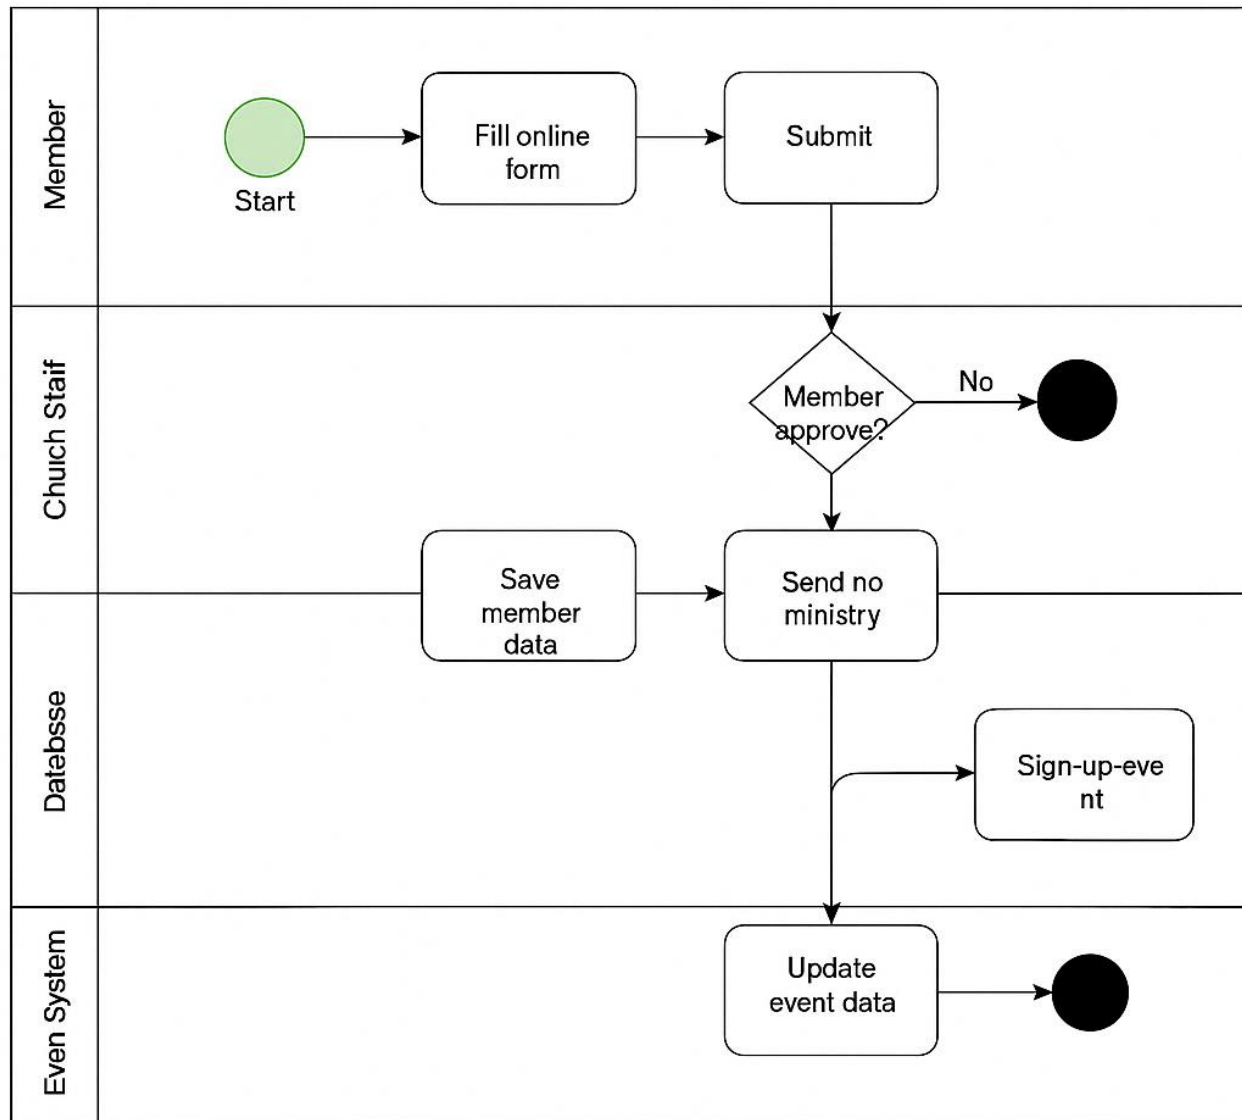 Member
Start
Fill online
form
Submit
Chuich Staif
Member
approve?
No
Save
member
data
Send no
ministry
Datebsse
Sign-up-eve
nt
Even System
Update
event data